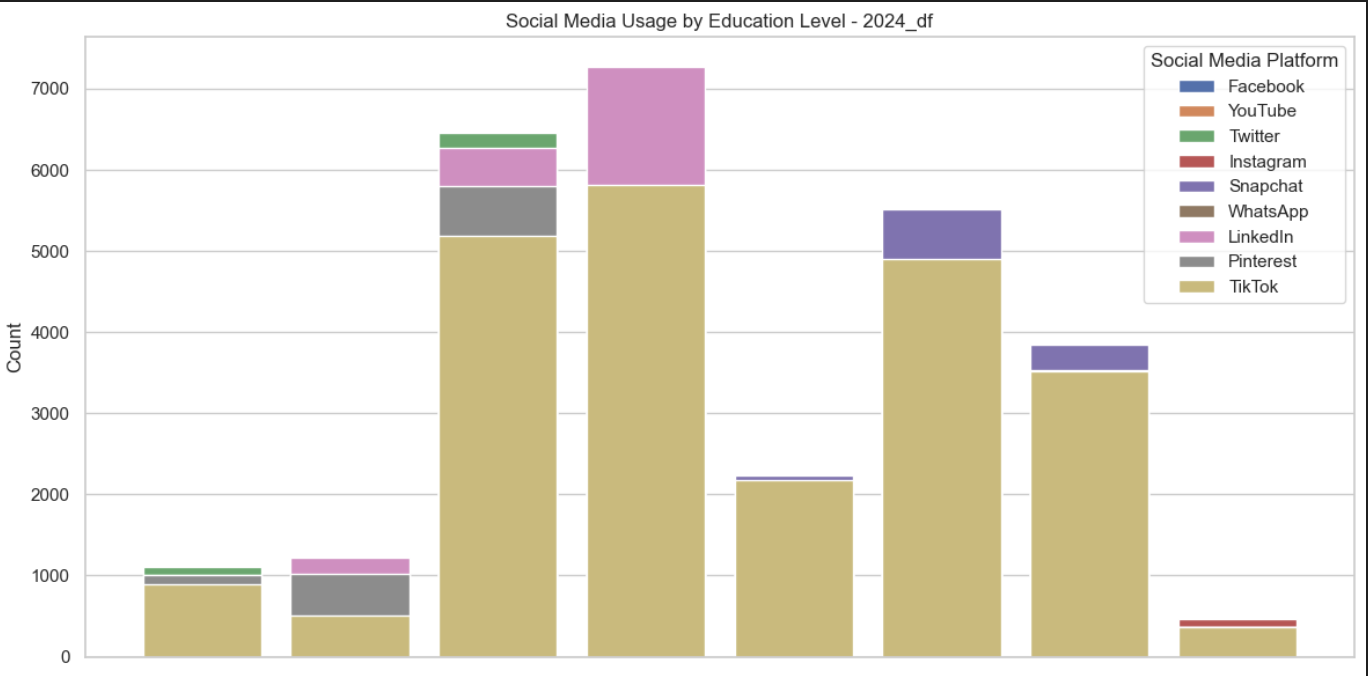 Social Media Usage by Education Level - 2024_df
Social Media Platform
Facebook
YouTube
Twitter
Instagram
Snapchat
WhatsApp
LinkedIn
Pinterest
TikTok
Count
7000
6000
5000
4000
3000
2000
1000
0